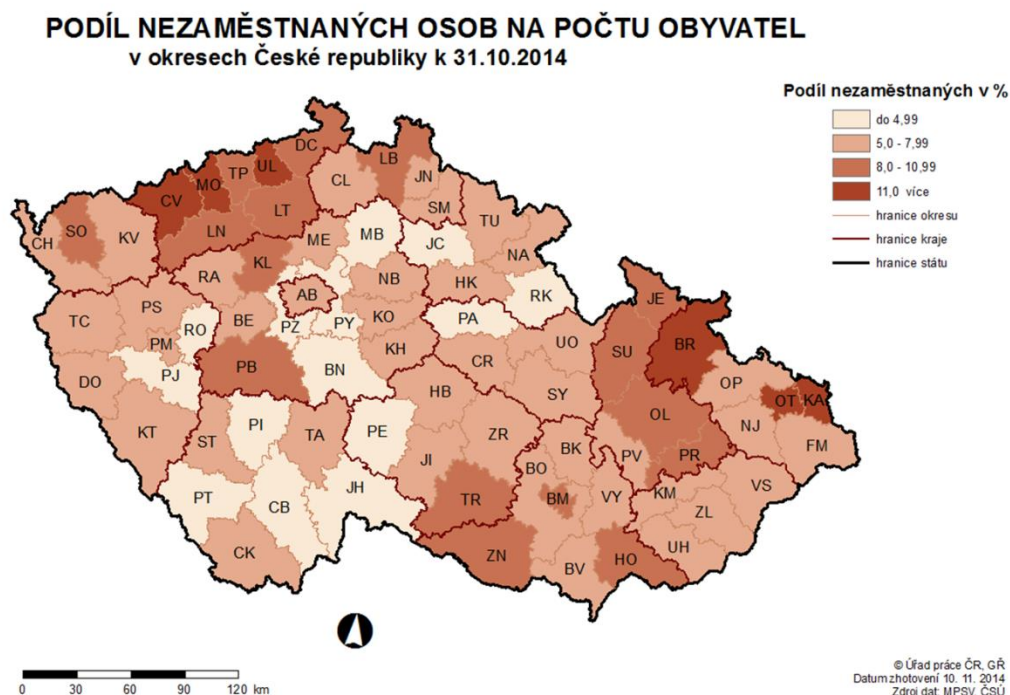 PODÍL NEZAMĚSTNANÝCH OSOB NA POČTU OBYVATEL
v okresech České republiky k 31.10.2014
Podíl nezaměstnaných v %
do 4,99
5,0 - 7,99
8,0 - 10,99
11,0 více
hranice okresu
hranice kraje
hranice státu
DC
UL
TP
LB
MO
CL
JN
CV
LT
SM
TU
SO
LN
MB
CH
KV
ME
JC
NA
RA
KL
NB
HK
RK
AB
JE
PS
TC
RO
BE
PZ
PY
KO
PA
PM
UO
SU
BR
KH
CR
PB
BN
PJ
DO
OP
HB
SY
OT
KA
OL
PI
NJ
KT
ST
TA
PE
ZR
FM
BK
PV
PR
JI
BO
VS
JH
TR
BM
VY
KM
PT
CB
ZL
UH
CK
ZN
HO
BV
0
30
60
90
120 km
© Úřad práce ČR, GŘ
Datum zhotovení 10. 11. 2014
Zdroj dat: MPSV, ČSÚ